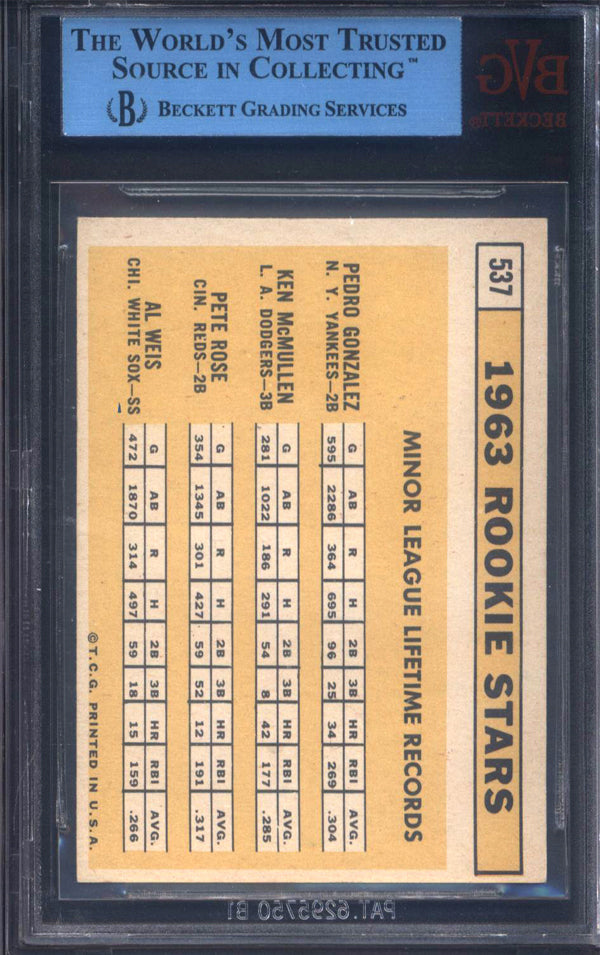 THE WORLD'S MOST TRUSTED
SOURCE IN COLLECTING™
B BECKETT GRADING SERVICES
BVG
BECKETT®
537 1963 ROOKIE STARS
MINOR LEAGUE LIFETIME RECORDS
PEDRO GONZALEZ G AB R H 2B 3B HR RBI AVG.
N. Y. YANKEES—2B 595 2286 364 695 96 25 34 269 .304
KEN McMULLEN G AB R H 2B 3B HR RBI AVG.
L. A. DODGERS—3B 281 1022 186 291 54 8 42 177 .285
PETE ROSE G AB R H 2B 3B HR RBI AVG.
CIN. REDS—2B 354 1345 301 427 59 52 12 191 .317
AL WEIS G AB R H 2B 3B HR RBI AVG.
CHI. WHITE SOX—SS 472 1870 314 497 59 18 15 159 .266
©T.C.G. PRINTED IN U.S.A.
PAT.6295750 B1